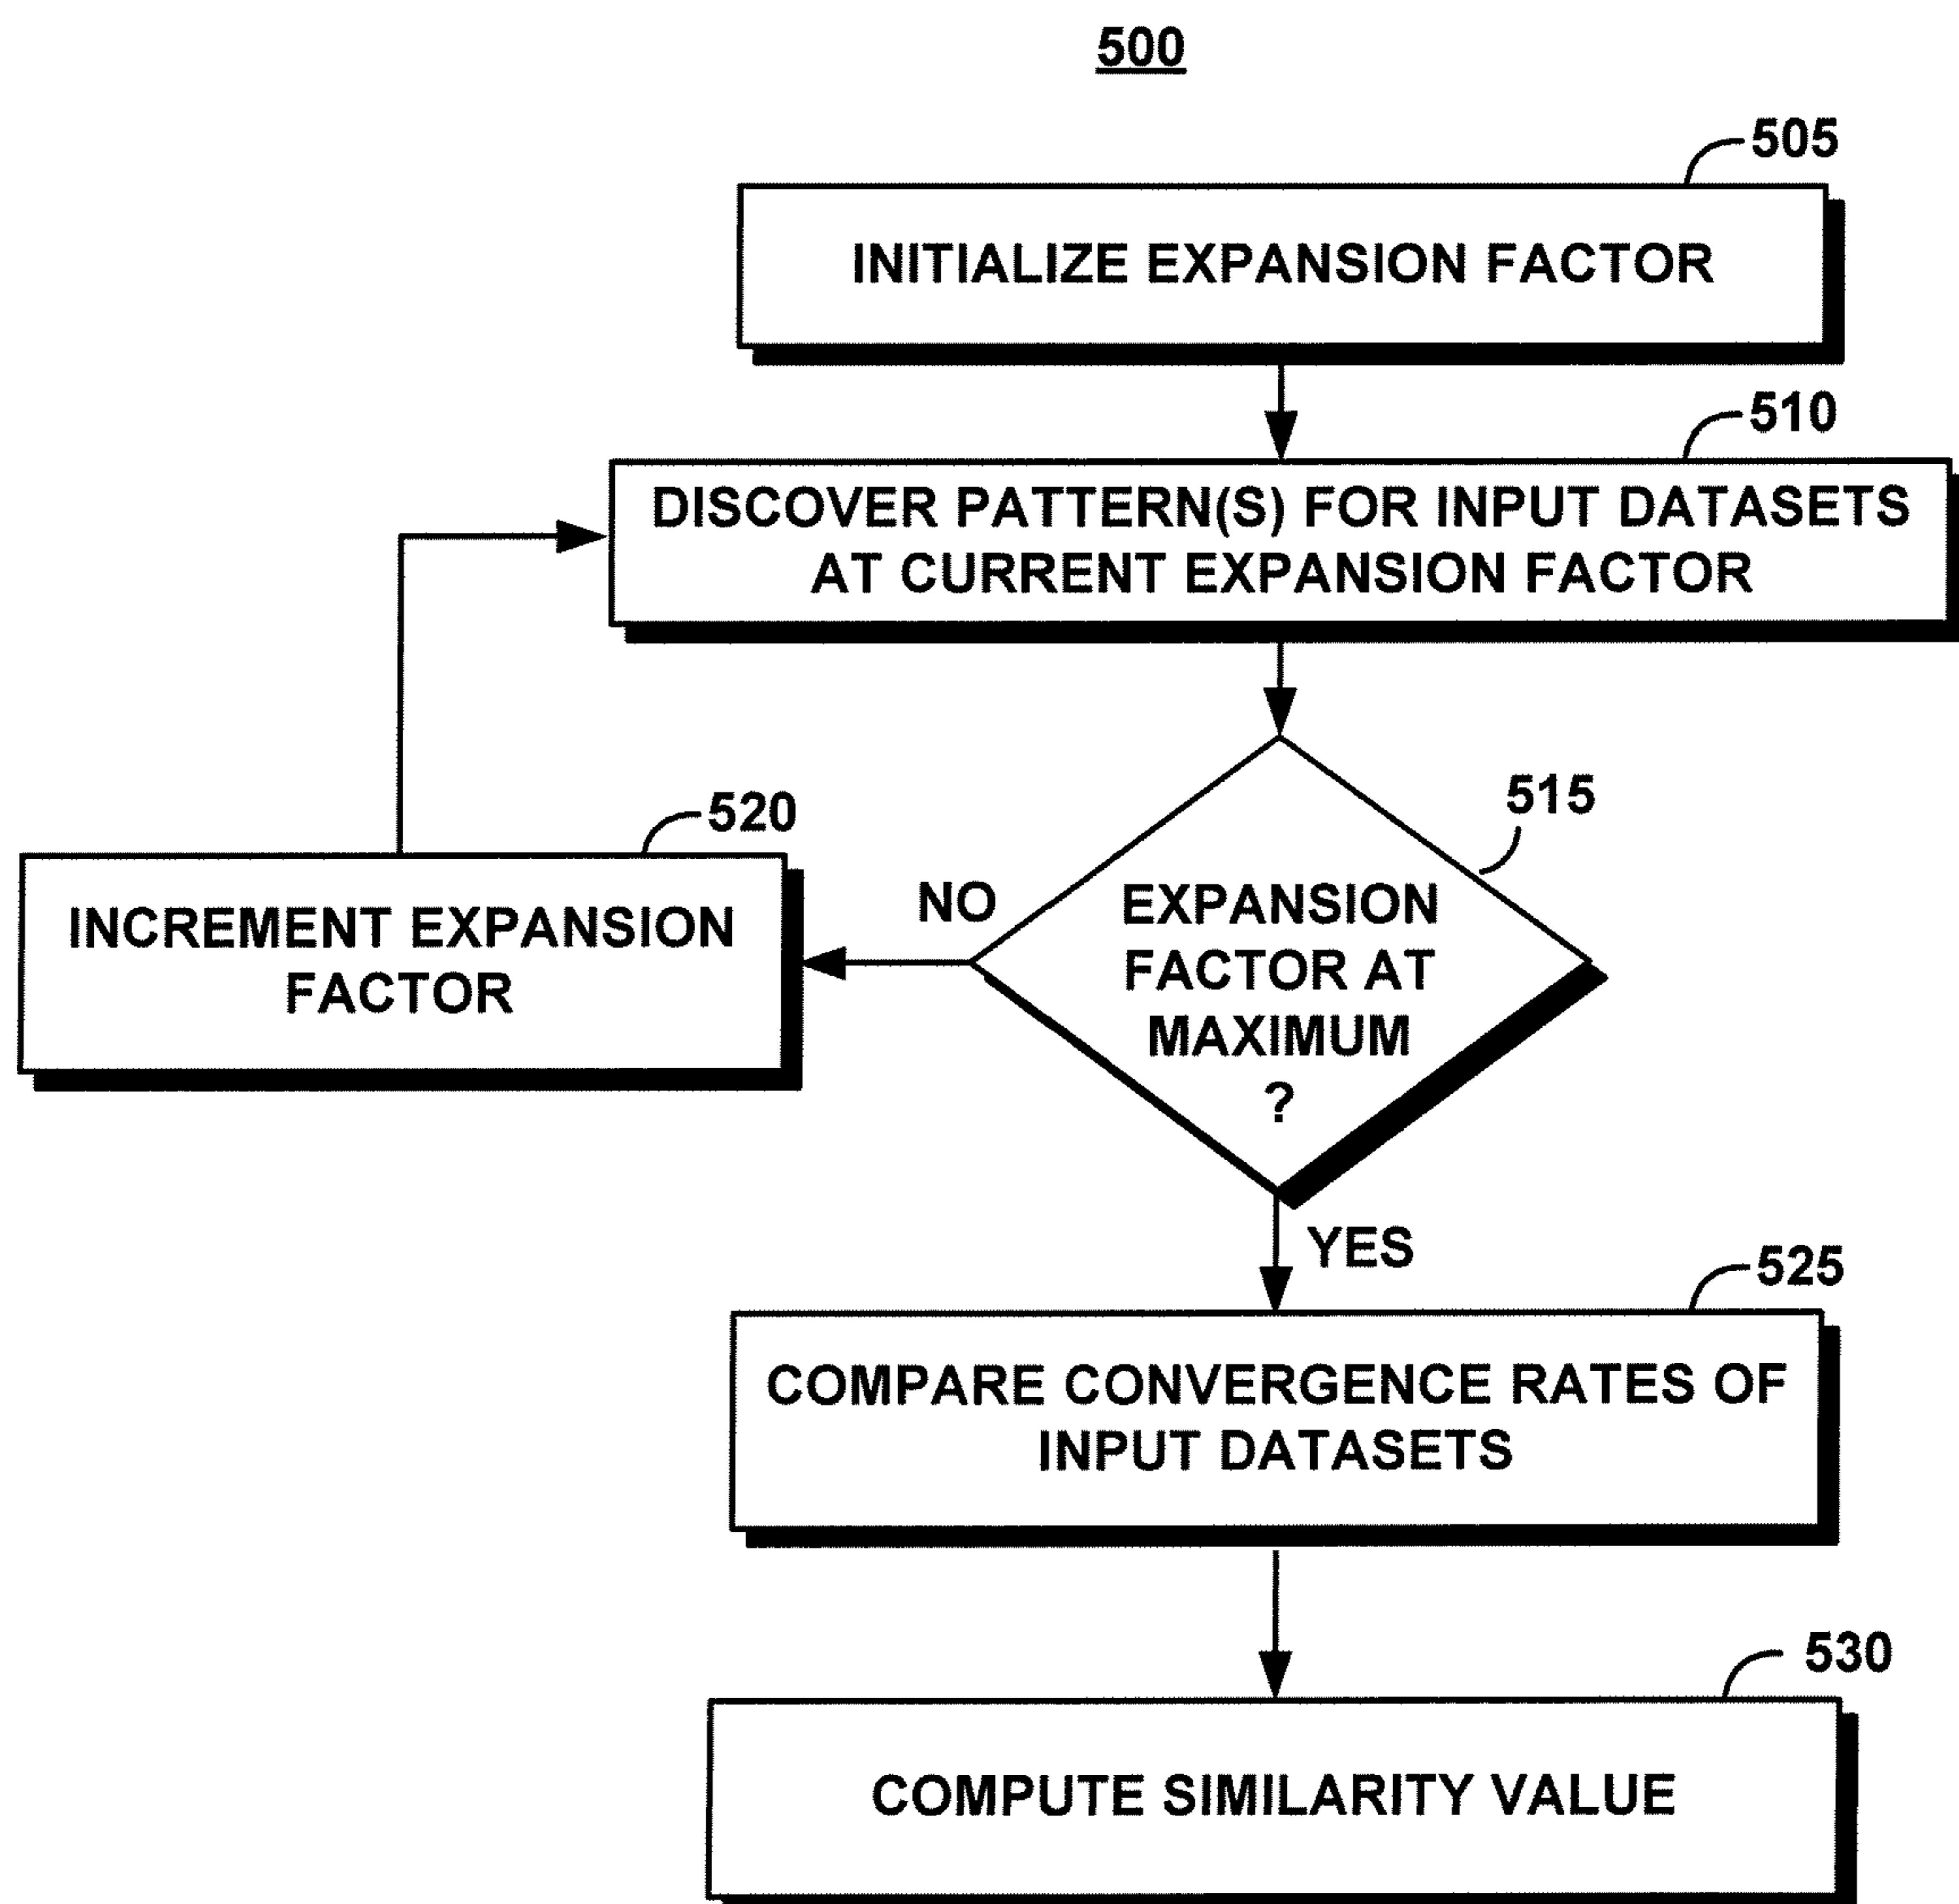 500
505
INITIALIZE EXPANSION FACTOR
510
DISCOVER PATTERN(S) FOR INPUT DATASETS
AT CURRENT EXPANSION FACTOR
515
EXPANSION
FACTOR AT
MAXIMUM
?
NO
520
INCREMENT EXPANSION
FACTOR
YES
525
COMPARE CONVERGENCE RATES OF
INPUT DATASETS
530
COMPUTE SIMILARITY VALUE